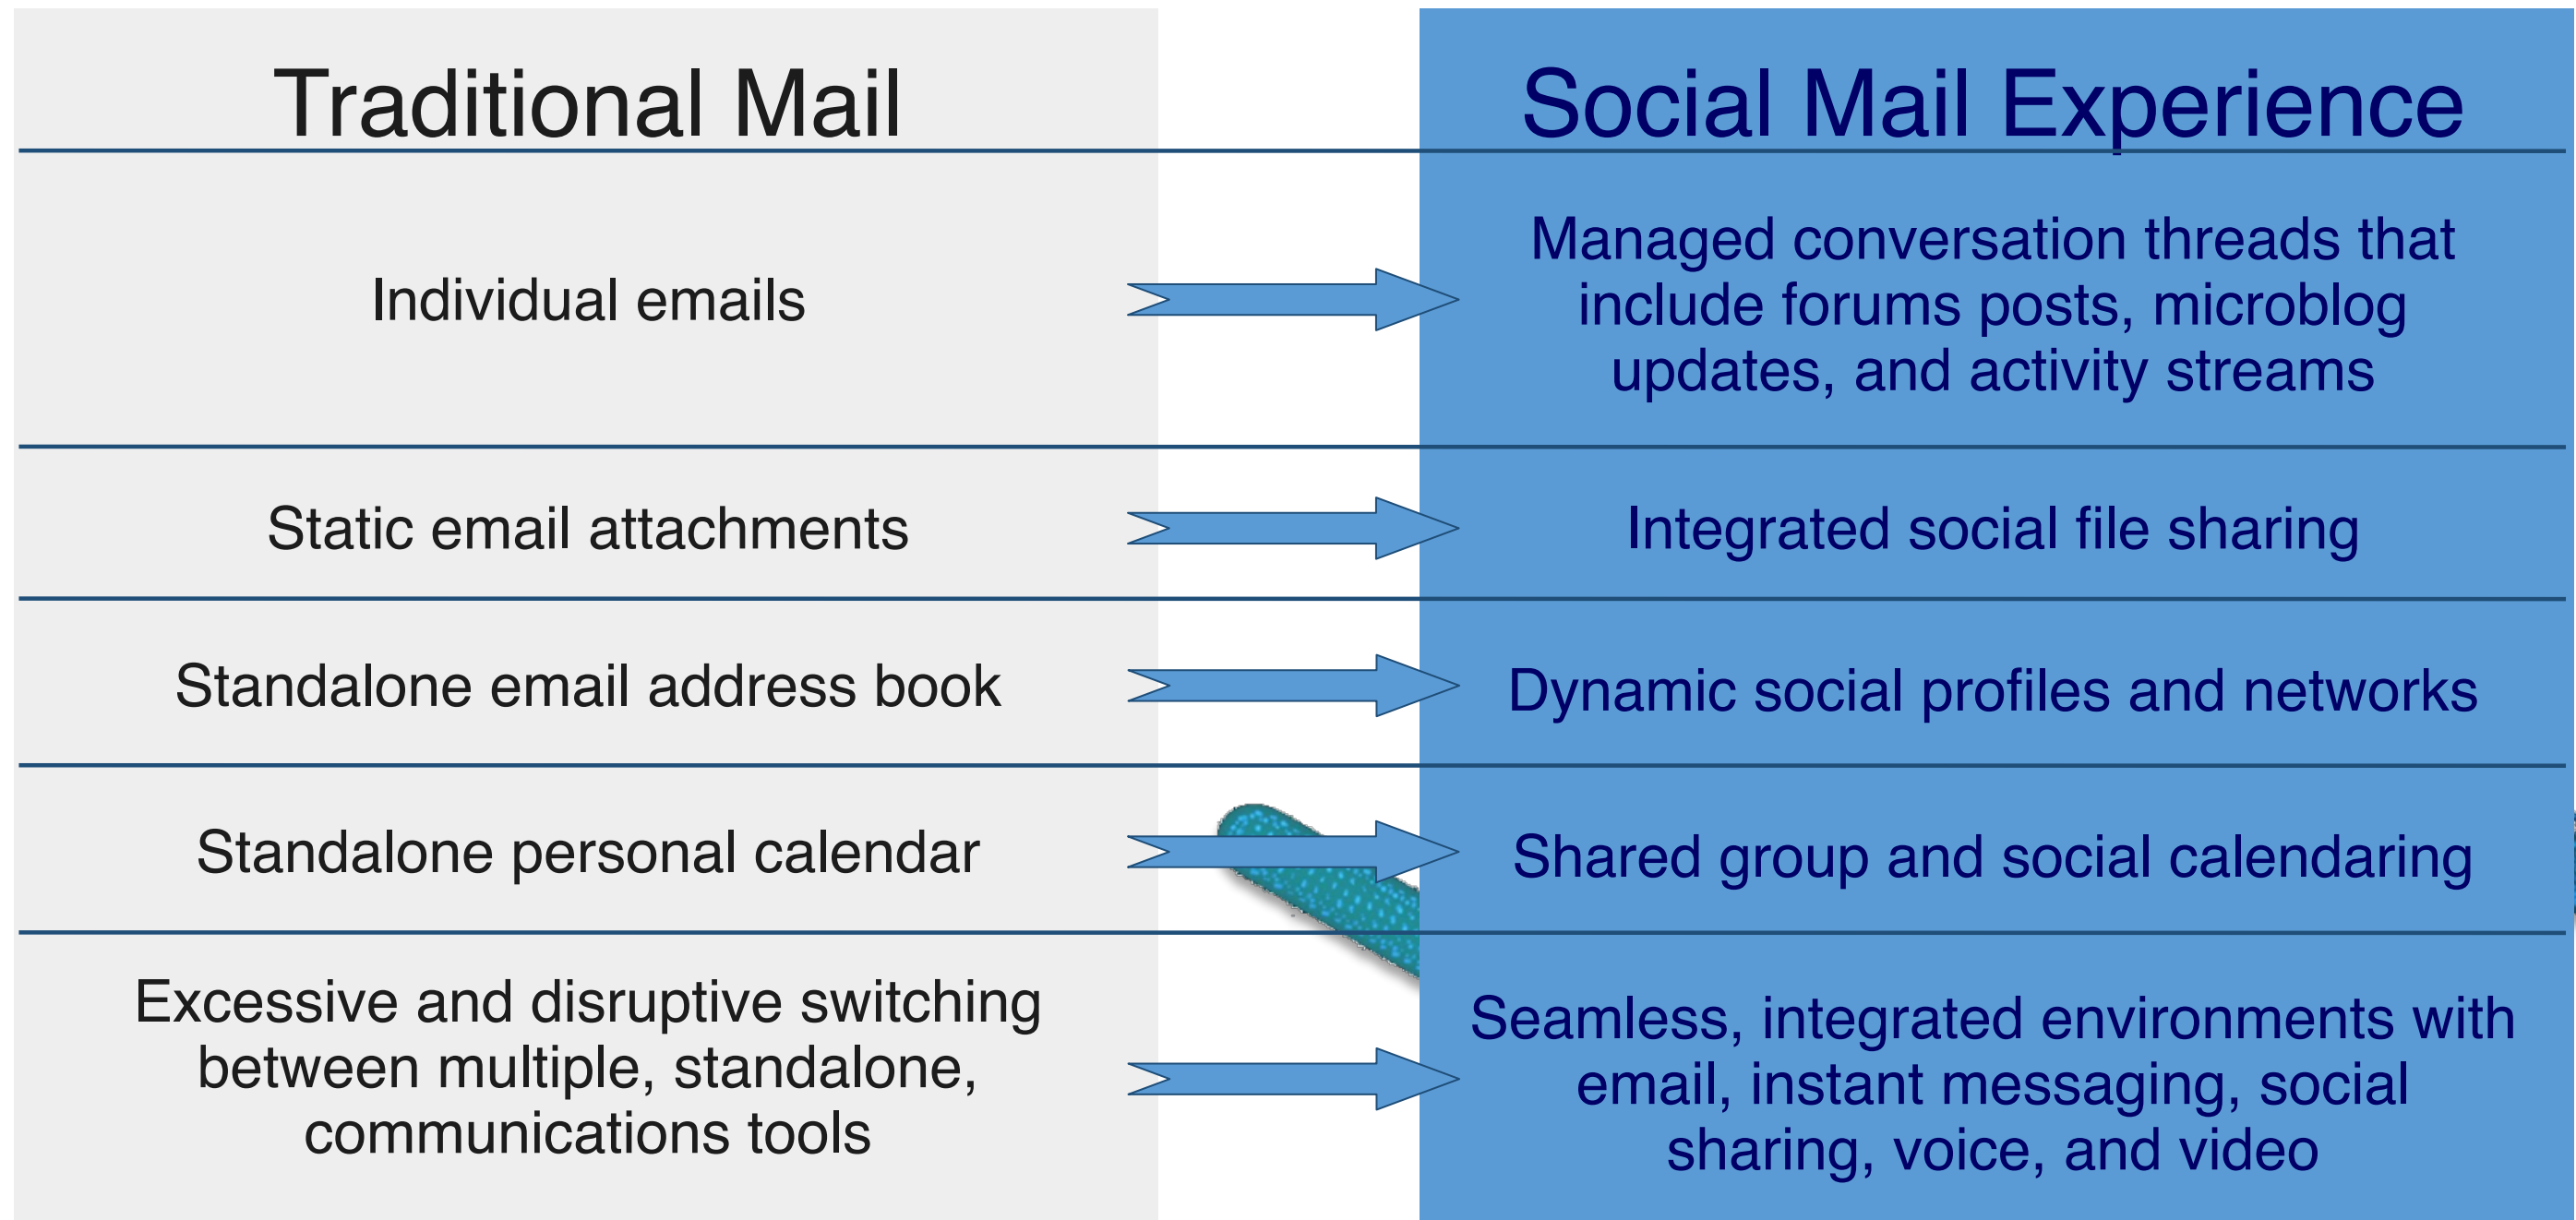 Traditional Mail
Social Mail Experience
Individual emails
Managed conversation threads that
include forums posts, microblog
updates, and activity streams
Static email attachments
Integrated social file sharing
Standalone email address book
Dynamic social profiles and networks
Standalone personal calendar
Shared group and social calendaring
Excessive and disruptive switching
between multiple, standalone,
communications tools
Seamless, integrated environments with
email, instant messaging, social
sharing, voice, and video